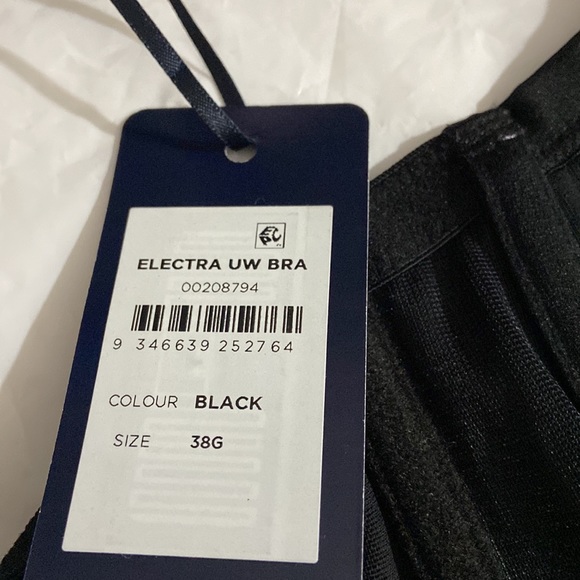 ELECTRA UW BRA
00208794
9 346639 252764
COLOUR BLACK
SIZE 38G